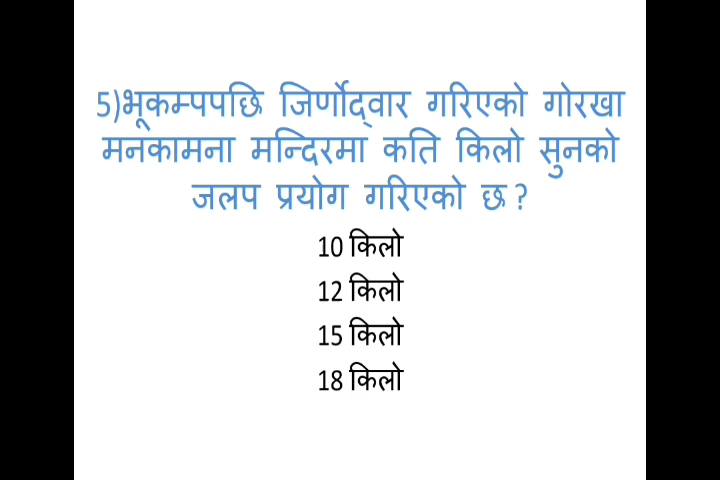 5)भूकम्पपछि जिर्णोद्वार गरिएको गोरखा
मनकामना मन्दिरमा कति किलो सुनको
जलप प्रयोग गरिएको छ ?
10 किलो
12 किलो
15 किलो
18 किलो